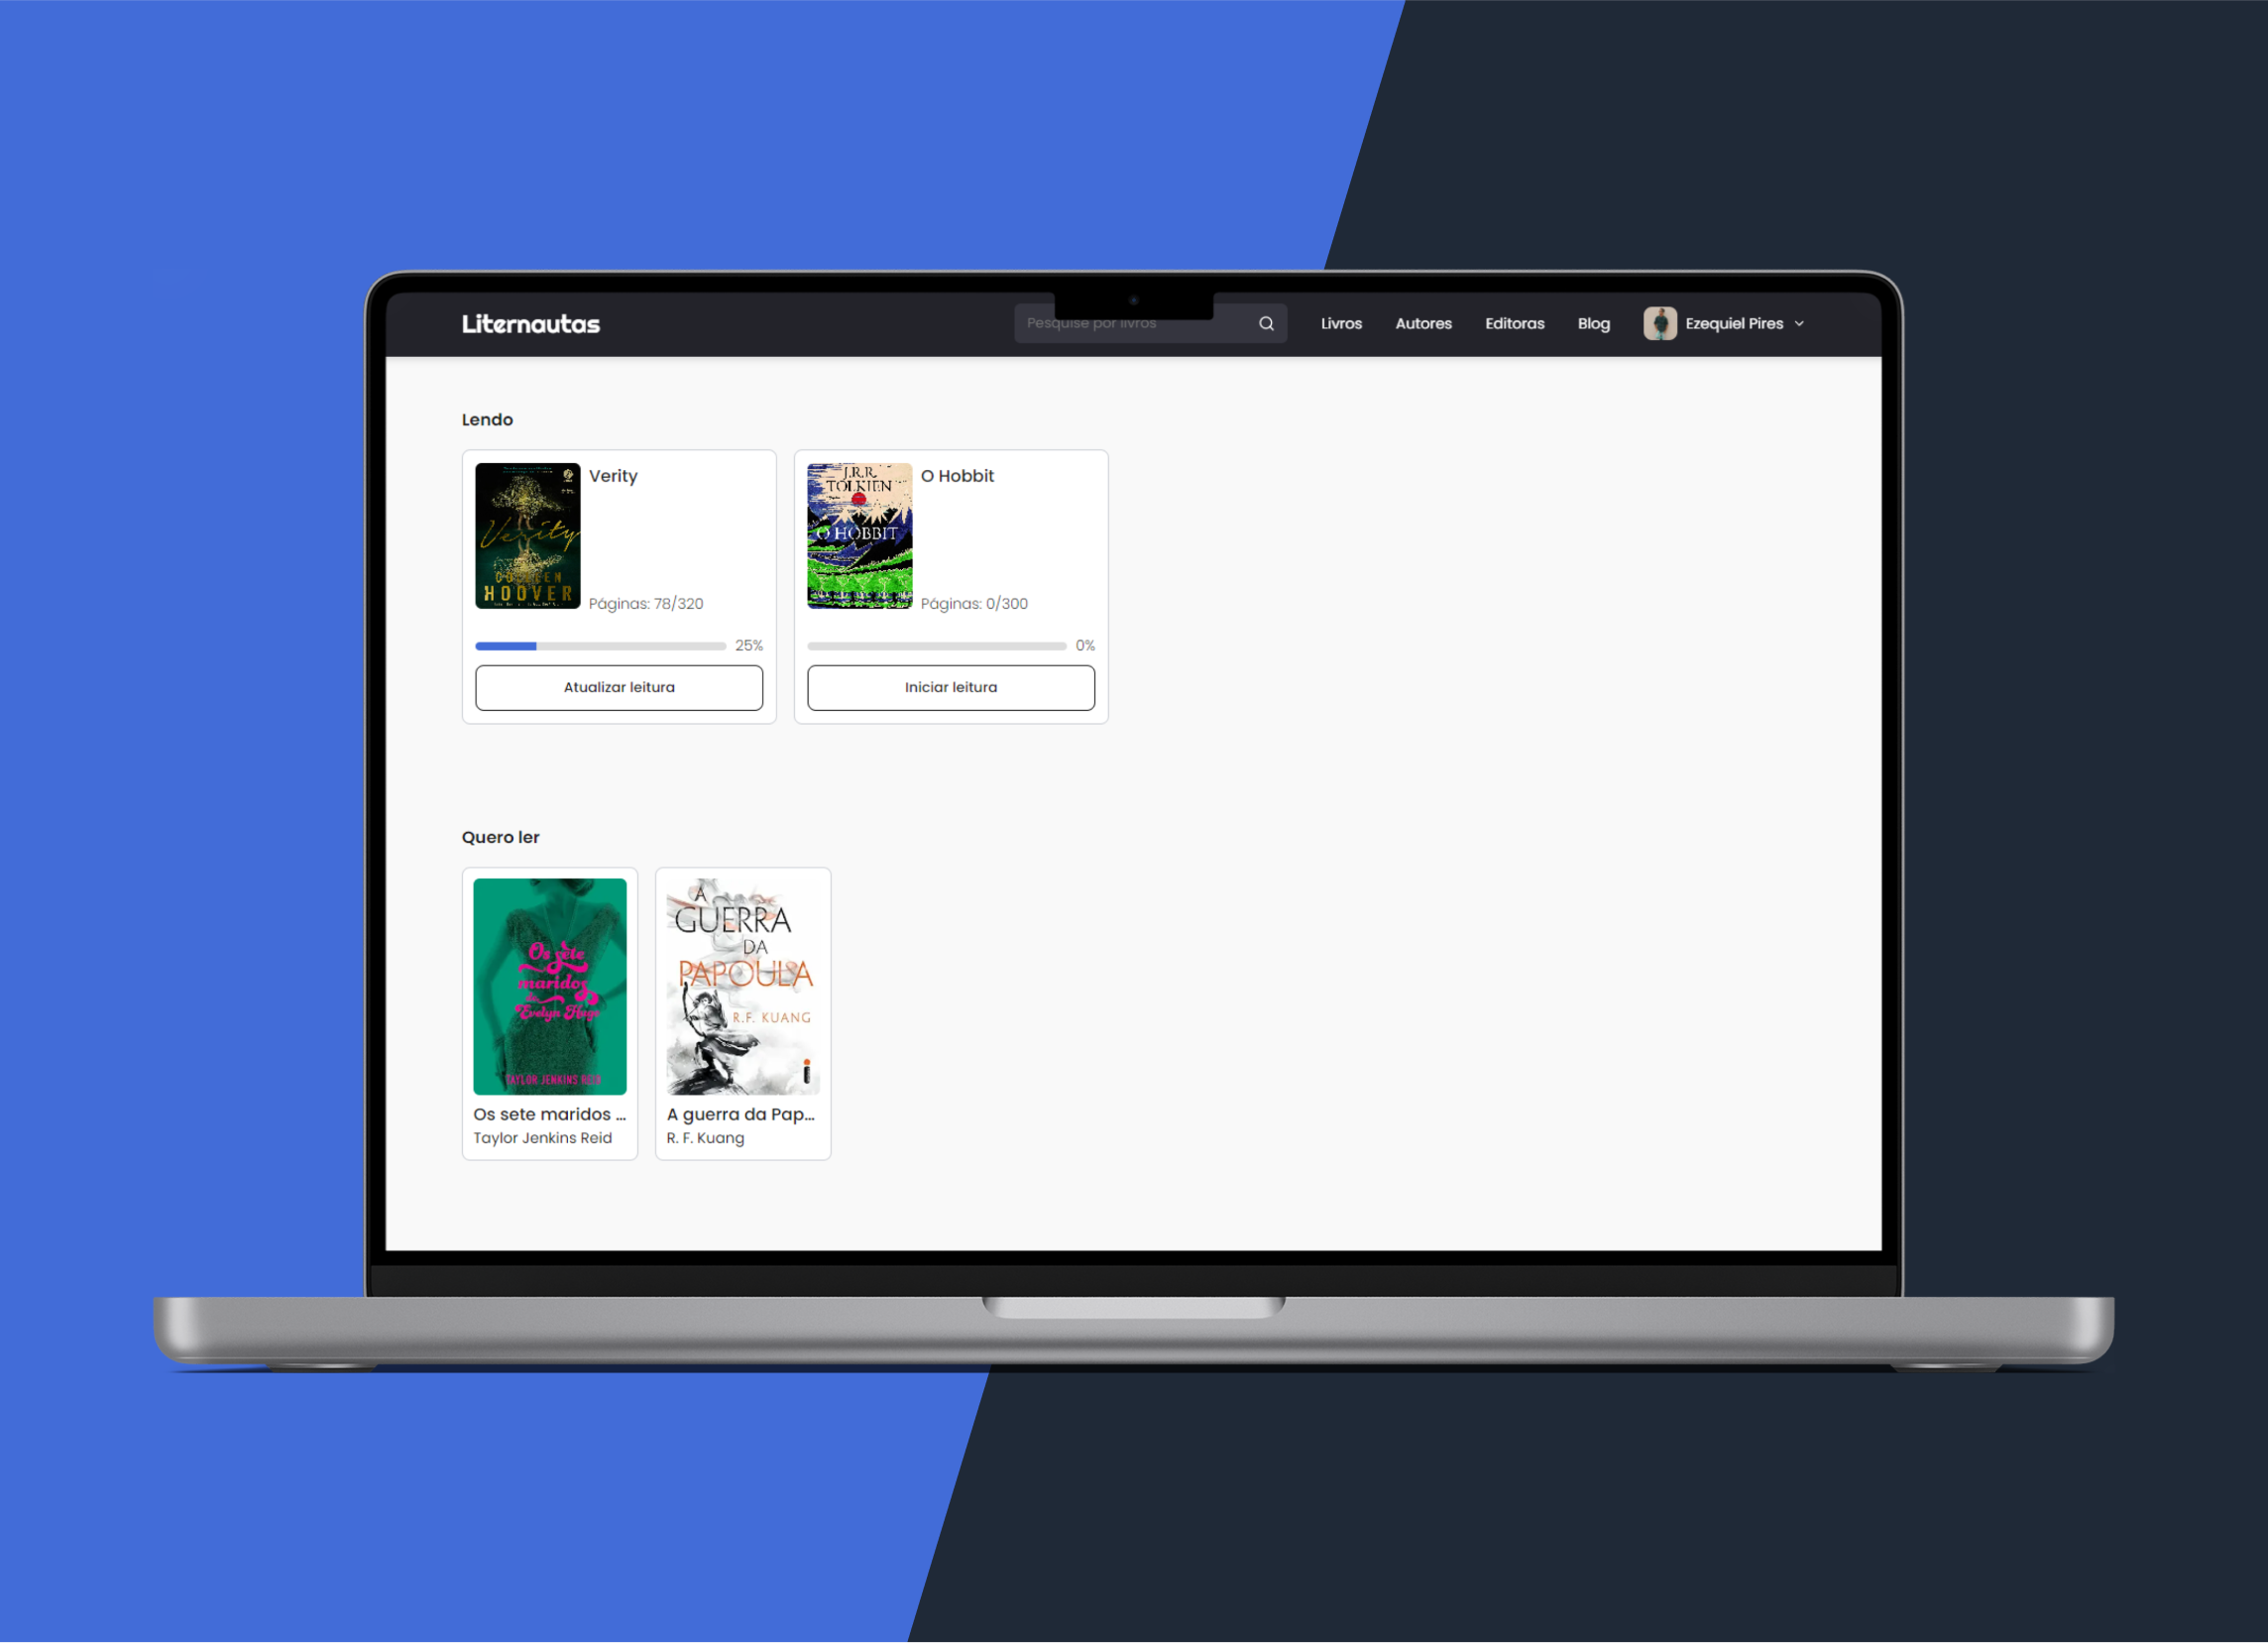 Liternautas
Pesquise por livros
Livros
Autores
Editoras
Blog
Ezequiel Pires
Lendo
Verity
COLLEEN
HOOVER
Verity
Páginas: 78/320
25%
Atualizar leitura
J.R.R.
TOLKIEN
O HOBBIT
O Hobbit
Páginas: 0/300
0%
Iniciar leitura
Quero ler
Os sete
maridos
de
Evelyn Hugo
TAYLOR JENKINS REID
Os sete maridos ...
Taylor Jenkins Reid
A
GUERRA
DA
PAPOULA
R.F. KUANG
A guerra da Pap...
R. F. Kuang